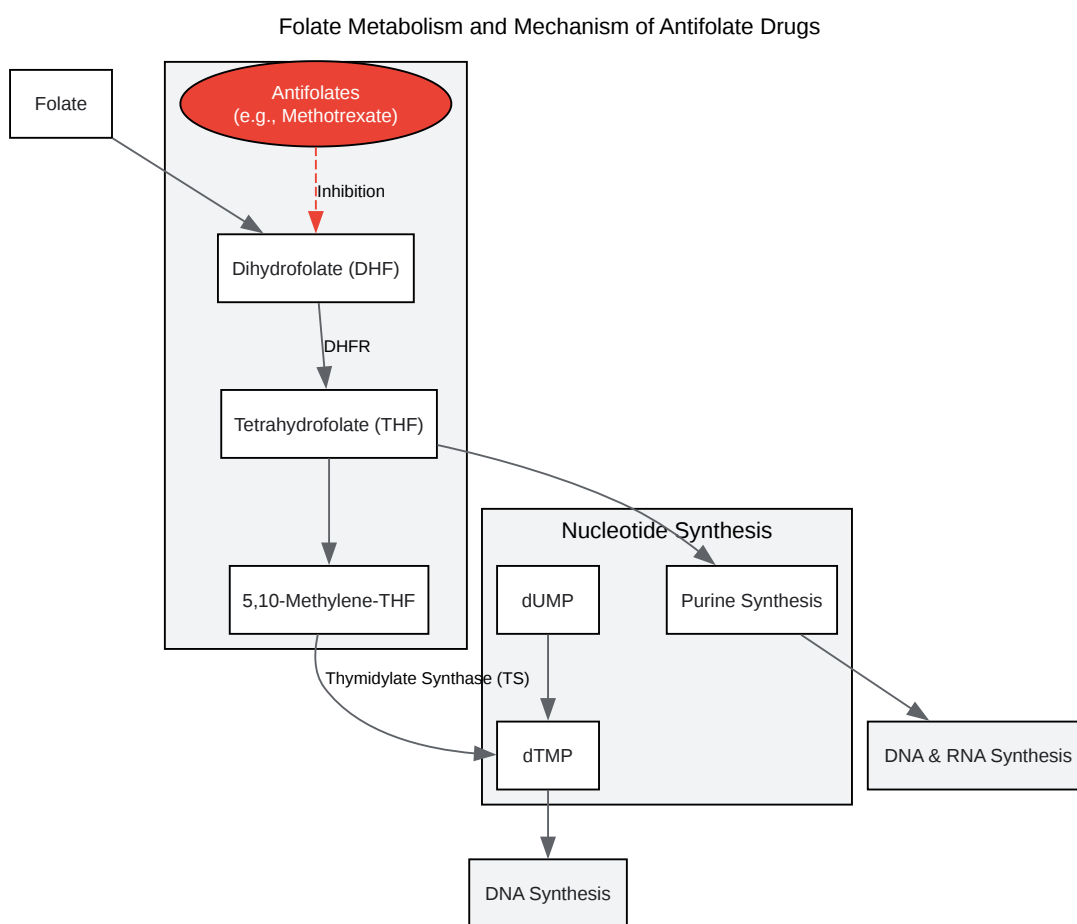 Folate Metabolism and Mechanism of Antifolate Drugs
Folate
Antifolates
(e.g., Methotrexate)
Inhibition
Dihydrofolate (DHF)
DHFR
Tetrahydrofolate (THF)
Nucleotide Synthesis
5,10-Methylene-THF
dUMP
Purine Synthesis
Thymidylate Synthase (TS)
dTMP
DNA & RNA Synthesis
DNA Synthesis